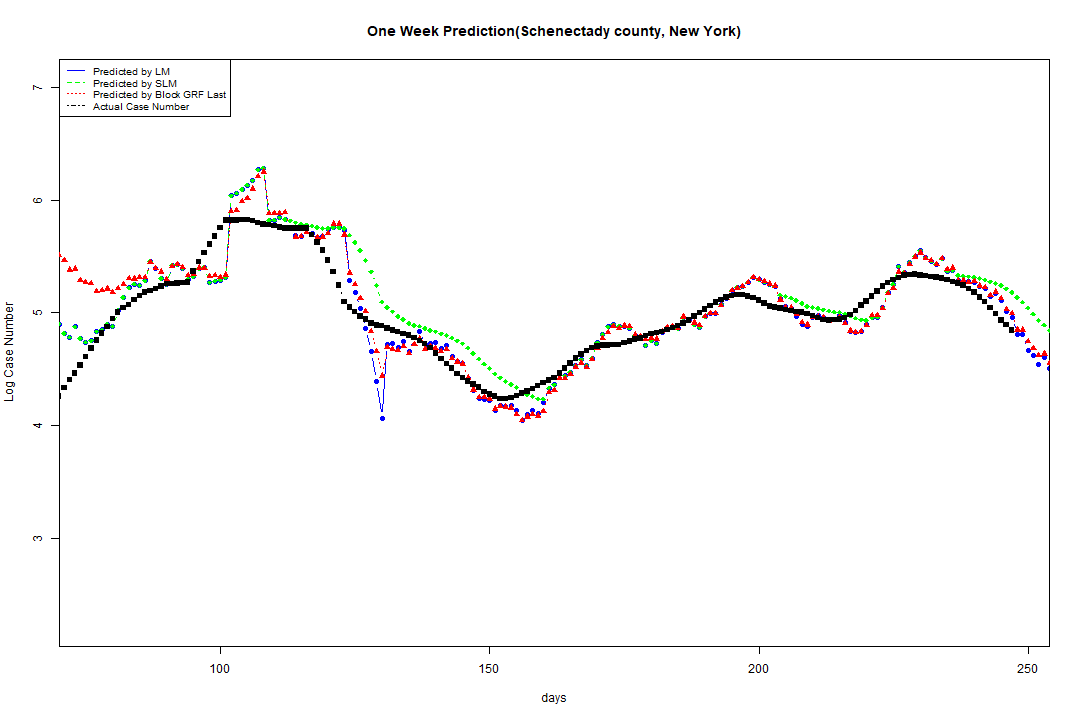 One Week Prediction(Schenectady county, New York)
Predicted by LM
Predicted by SLM
Predicted by Block GRF Last
Actual Case Number
7
6
5
4
3
Log Case Number
100
150
200
250
days